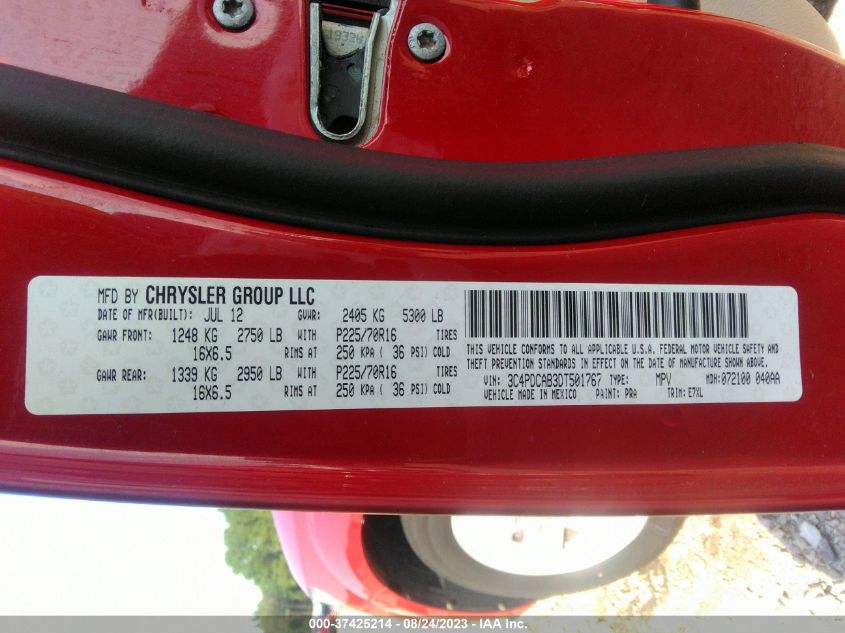 1932
MFD BY CHRYSLER GROUP LLC
DATE OF MFR(BUILT): JUL 12 GVWR: 2405 KG 5300 LB
GAWR FRONT: 1248 KG 2750 LB WITH P225/70R16 TIRES
16X6.5 RIMS AT 250 KPA ( 36 PSI) COLD
GAWR REAR: 1339 KG 2950 LB WITH P225/70R16 TIRES
16X6.5 RIMS AT 250 KPA ( 36 PSI) COLD
THIS VEHICLE CONFORMS TO ALL APPLICABLE U.S.A. FEDERAL MOTOR VEHICLE SAFETY AND
THEFT PREVENTION STANDARDS IN EFFECT ON THE DATE OF MANUFACTURE SHOWN ABOVE.
VIN: 3C4PDCAB3DT501767 TYPE: MPV MDH: 072100 040AA
VEHICLE MADE IN MEXICO PAINT: PRA TRIM: E7XL
000-37425214 - 08/24/2023 - IAA Inc.